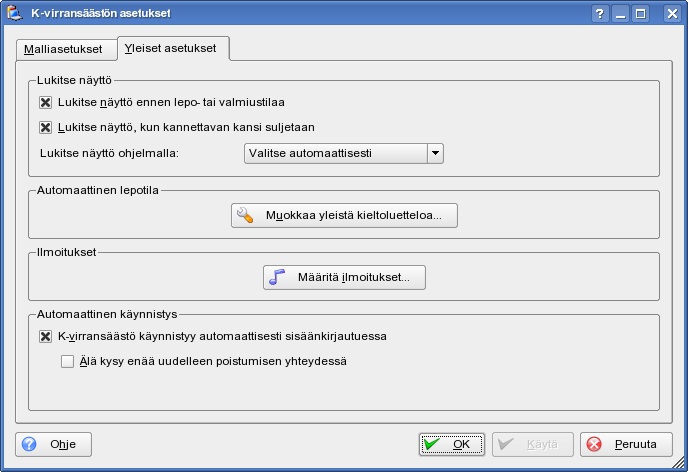 K-virransäästön asetukset
Malliasetukset
Yleiset asetukset
Lukitse näyttö
Lukitse näyttö ennen lepo- tai valmiustilaa
Lukitse näyttö, kun kannettavan kansi suljetaan
Lukitse näyttö ohjelmalla:
Valitse automaattisesti
Automaattinen lepotila
Muokkaa yleistä kieltoluetteloa...
Ilmoitukset
Määritä ilmoitukset...
Automaattinen käynnistys
K-virransäästö käynnistyy automaattisesti sisäänkirjautuessa
Älä kysy enää uudelleen poistumisen yhteydessä
Ohje
OK
Käytä
Peruuta